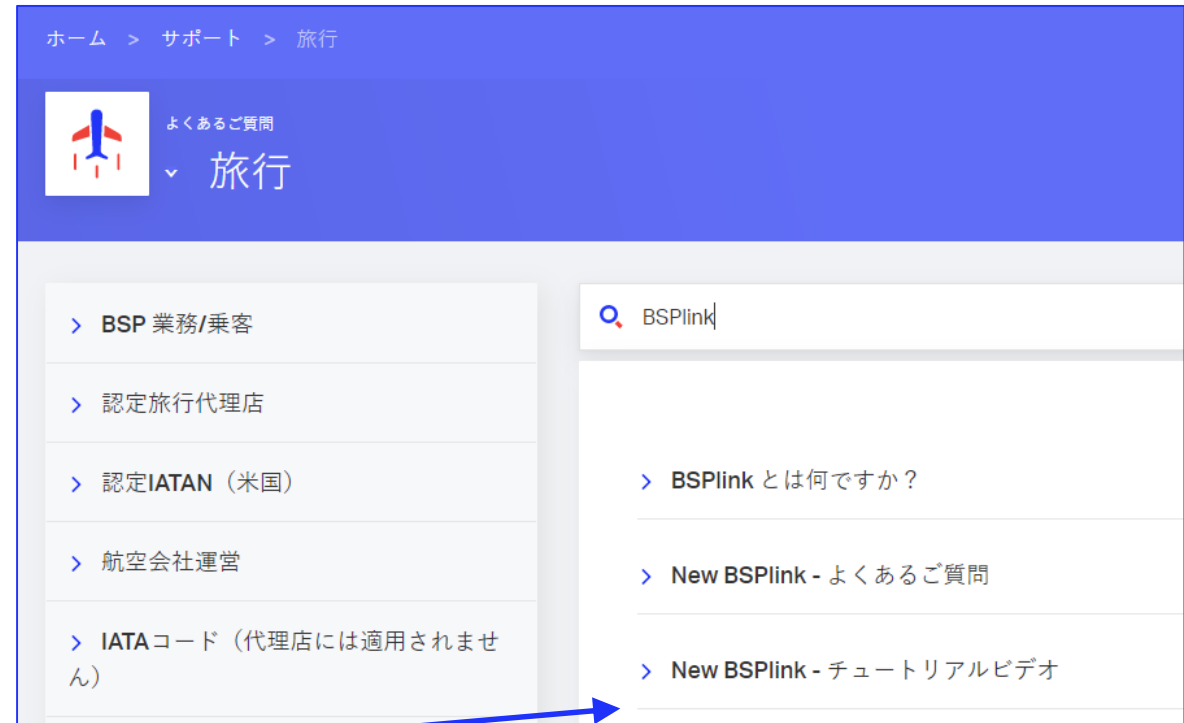 ホーム > サポート > 旅行
よくあるご質問
旅行
BSP 業務/乗客
認定旅行代理店
認定IATAN（米国）
航空会社運営
IATAコード（代理店には適用されませ
ん）
BSPlink
BSPlink とは何ですか？
New BSPlink - よくあるご質問
New BSPlink - チュートリアルビデオ